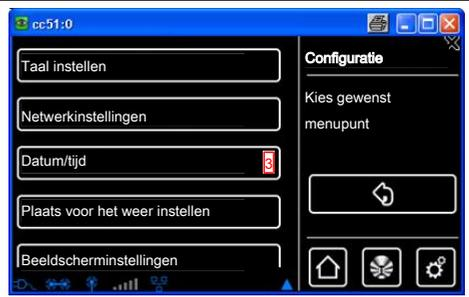 cc51:0
Taal instellen
Netwerkinstellingen
Datum/tijd
3
Plaats voor het weer instellen
Beeldscherminstellingen
Configuratie
Kies gewenst
menupunt